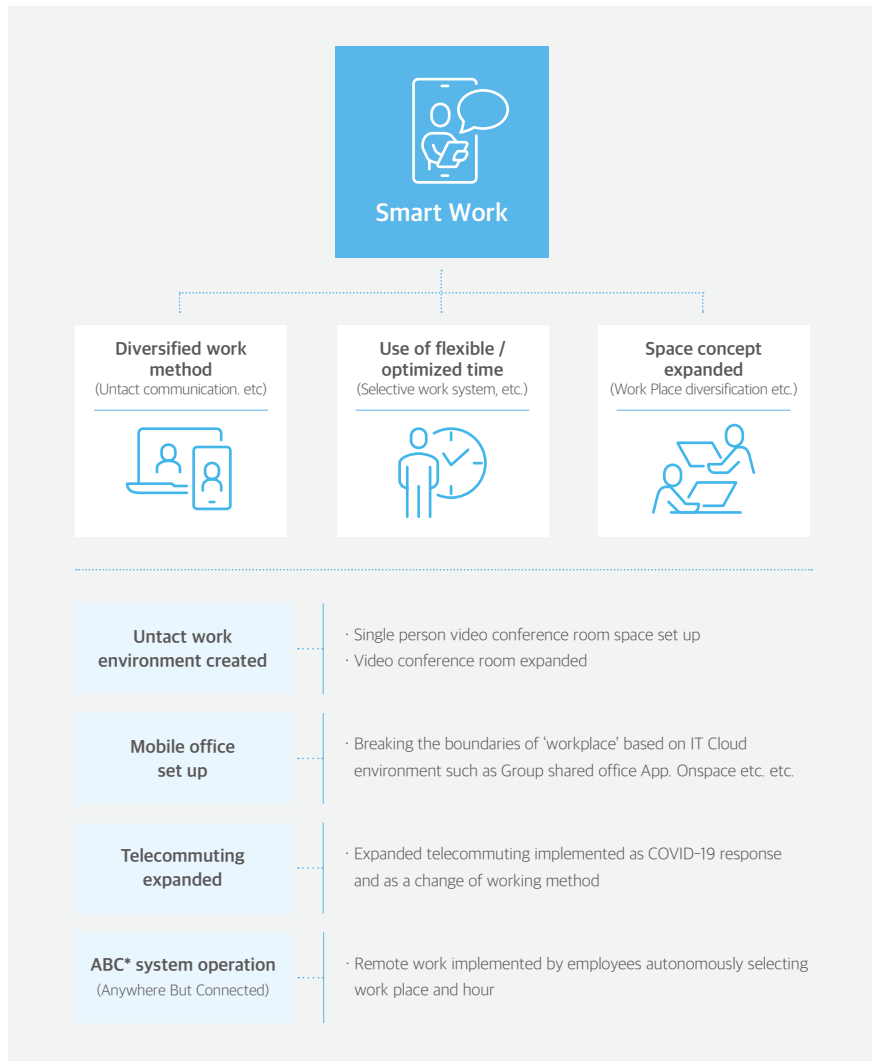 Smart Work
Diversified work
method
(Untact communication. etc)
Use of flexible /
optimized time
(Selective work system, etc.)
Space concept
expanded
(Work Place diversification etc.)
Untact work
environment created
· Single person video conference room space set up
· Video conference room expanded
Mobile office
set up
· Breaking the boundaries of ‘workplace’ based on IT Cloud
environment such as Group shared office App. Onspace etc. etc.
Telecommuting
expanded
· Expanded telecommuting implemented as COVID-19 response
and as a change of working method
ABC* system operation
(Anywhere But Connected)
· Remote work implemented by employees autonomously selecting
work place and hour